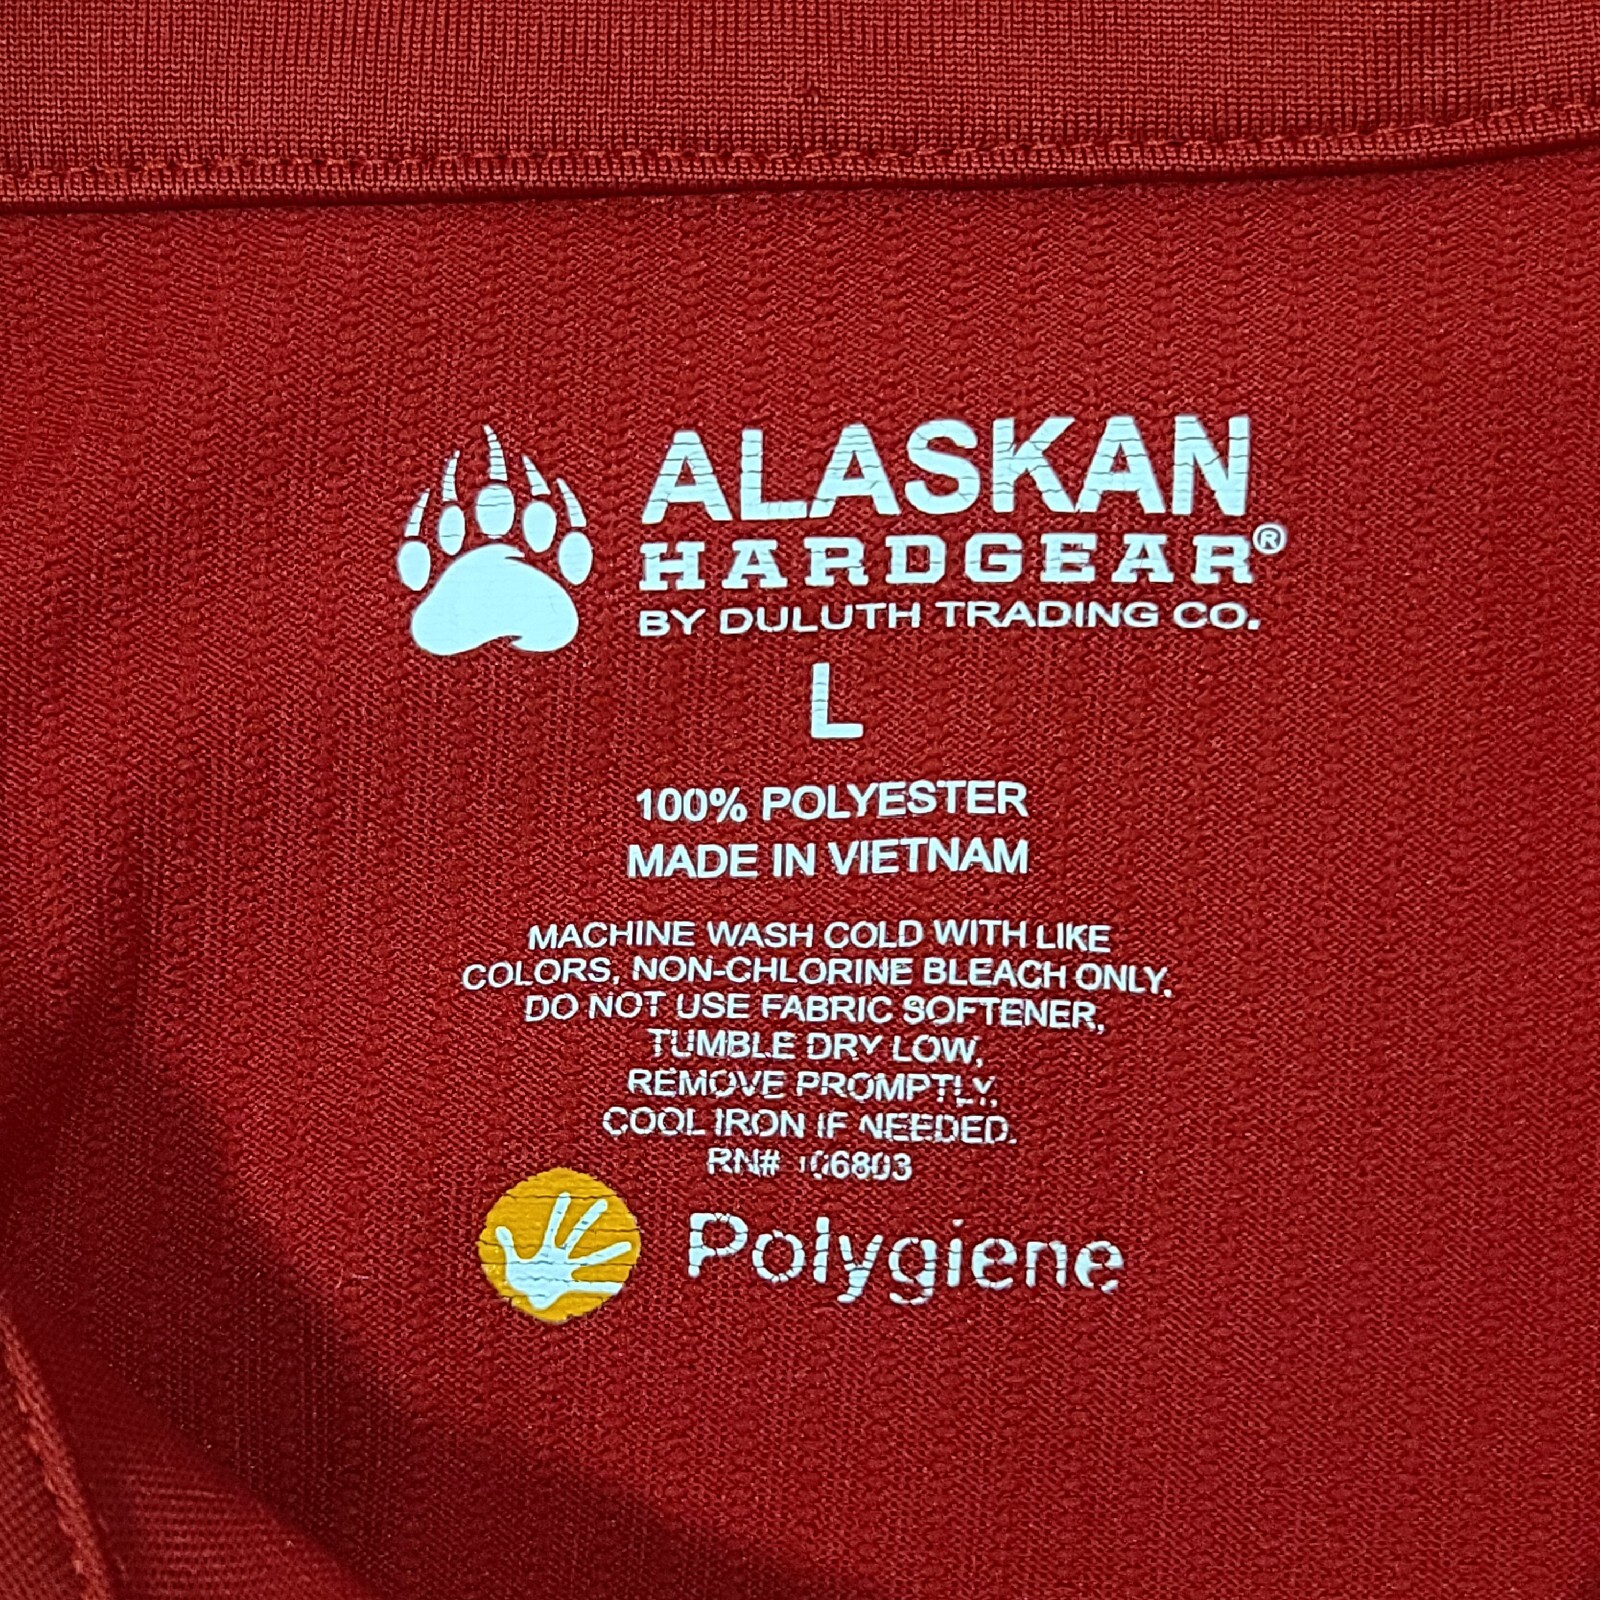 ALASKAN
HARDGEAR®
BY DULUTH TRADING CO.
L
100% POLYESTER
MADE IN VIETNAM
MACHINE WASH COLD WITH LIKE
COLORS, NON-CHLORINE BLEACH ONLY.
DO NOT USE FABRIC SOFTENER,
TUMBLE DRY LOW,
REMOVE PROMPTLY,
COOL IRON IF NEEDED.
RN# 106803
Polygiene